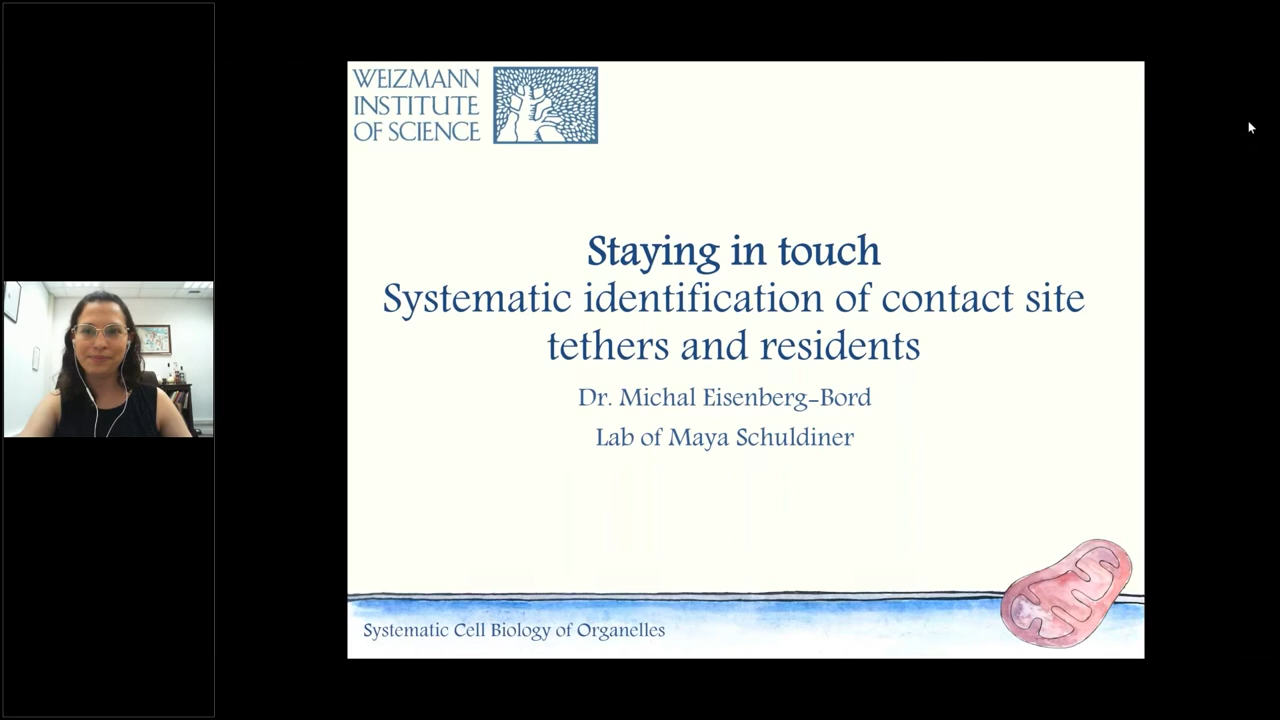 WEIZMANN
INSTITUTE
OF SCIENCE
Staying in touch
Systematic identification of contact site
tethers and residents
Dr. Michal Eisenberg-Bord
Lab of Maya Schuldiner
Systematic Cell Biology of Organelles